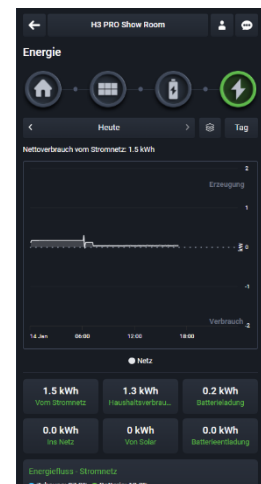 H3 PRO Show Room
Energie
Heute
Tag
Nettoverbrauch vom Stromnetz: 1.5 kWh
2
Erzeugung
1
kW
0
-1
Verbrauch
-2
14 Jan 06:00 12:00 18:00
Netz
1.5 kWh 1.3 kWh 0.2 kWh
Vom Stromnetz Haushaltsverbrau... Batterieladung
0.0 kWh 0 kWh 0.0 kWh
Ins Netz Von Solar Batterieentladung
Energiefluss · Stromnetz